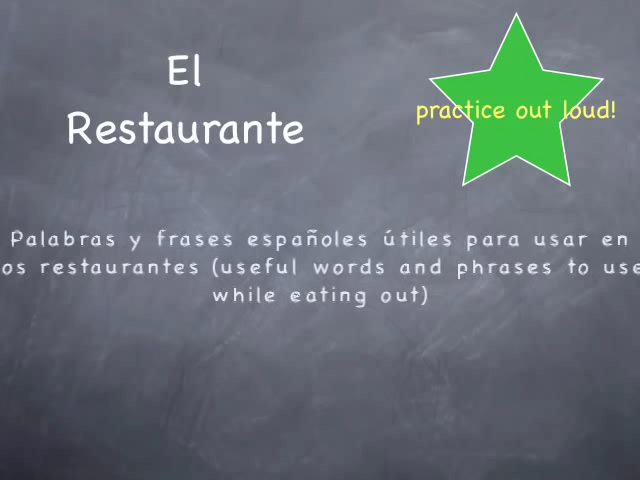 El
Restaurante
practice out loud!
Palabras y frases españoles útiles para usar en
os restaurantes (useful words and phrases to use
while eating out)